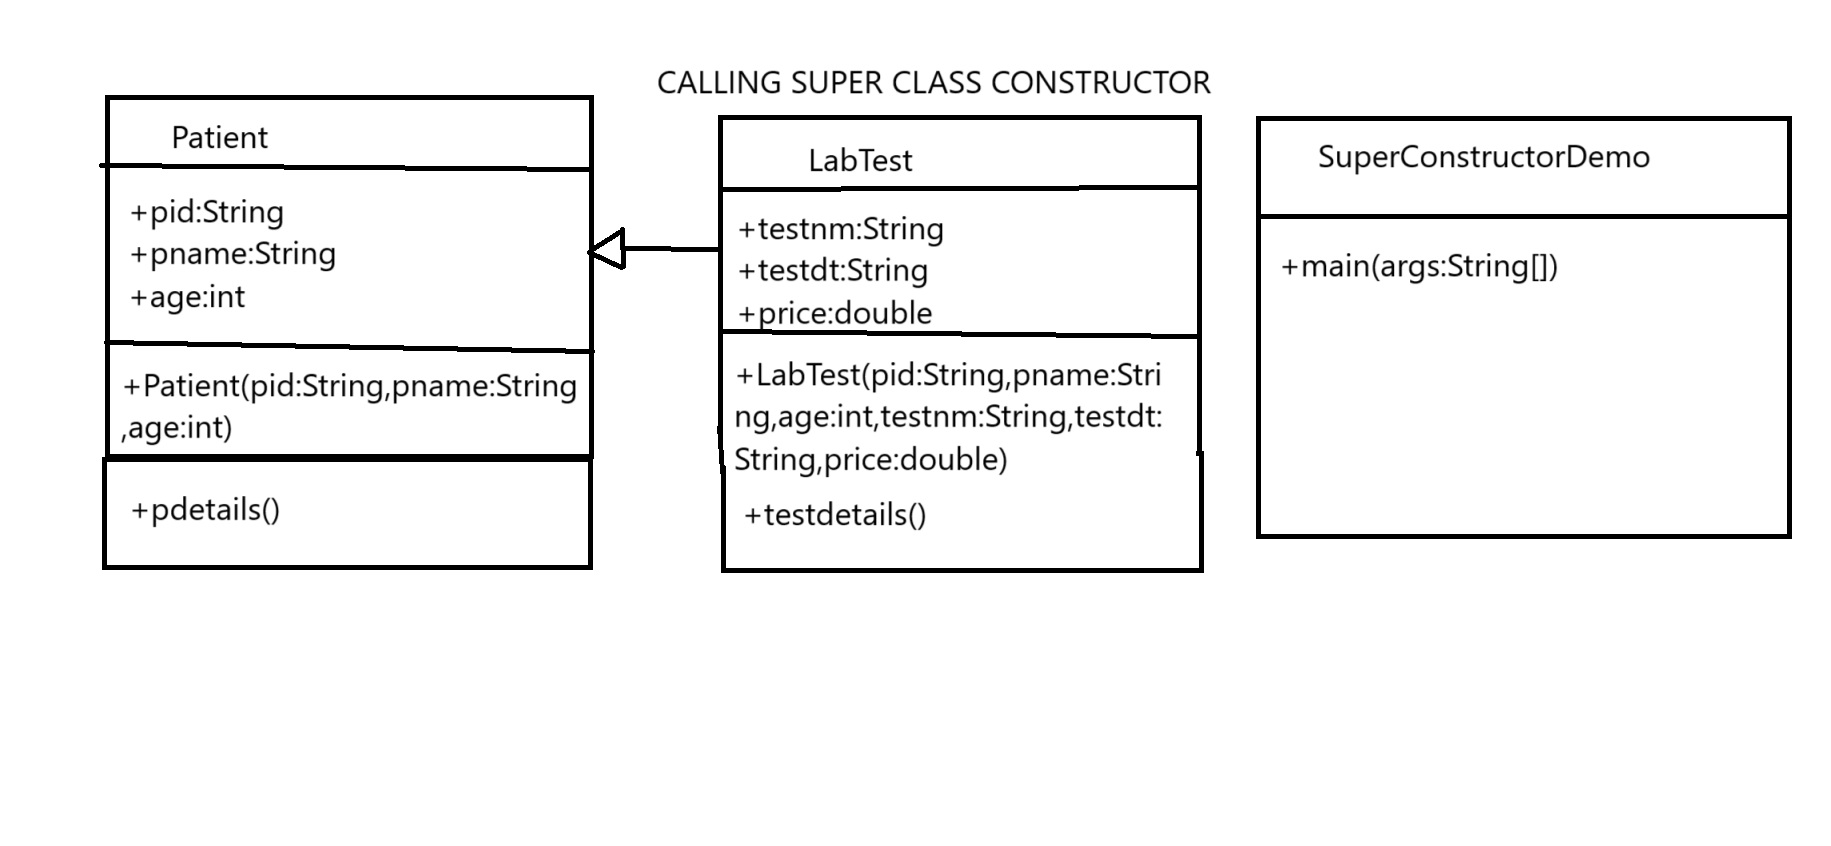 CALLING SUPER CLASS CONSTRUCTOR
Patient
+pid:String
+pname:String
+age:int
+Patient(pid:String,pname:String
,age:int)
+pdetails()
LabTest
+testnm:String
+testdt:String
+price:double
+LabTest(pid:String,pname:Stri
ng,age:int,testnm:String,testdt:
String,price:double)
+testdetails()
SuperConstructorDemo
+main(args:String[])